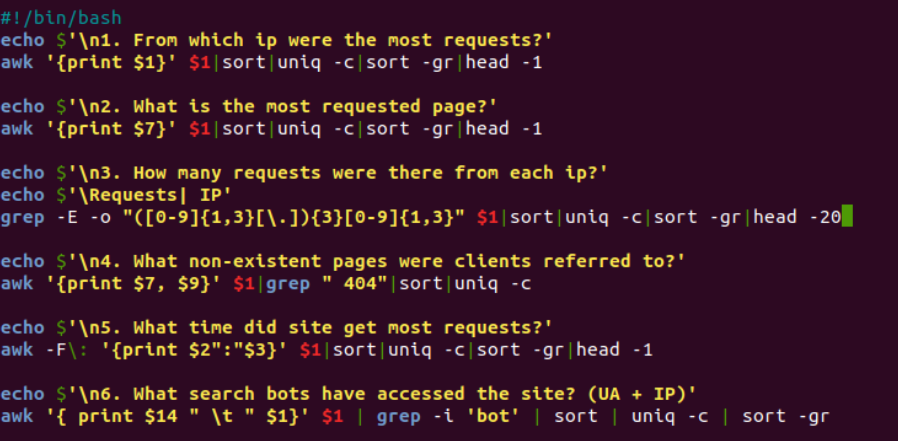 #!/bin/bash
echo $'\n1. From which ip were the most requests?'
awk '{print $1}' $1|sort|uniq -c|sort -gr|head -1
echo $'\n2. What is the most requested page?'
awk '{print $7}' $1|sort|uniq -c|sort -gr|head -1
echo $'\n3. How many requests were there from each ip?'
echo $'\Requests| IP'
grep -E -o "([0-9]{1,3}[\.]){3}[0-9]{1,3}" $1|sort|uniq -c|sort -gr|head -20
echo $'\n4. What non-existent pages were clients referred to?'
awk '{print $7, $9}' $1|grep " 404"|sort|uniq -c
echo $'\n5. What time did site get most requests?'
awk -F\: '{print $2":"$3}' $1|sort|uniq -c|sort -gr|head -1
echo $'\n6. What search bots have accessed the site? (UA + IP)'
awk '{ print $14 " \t " $1}' $1 | grep -i 'bot' | sort | uniq -c | sort -gr